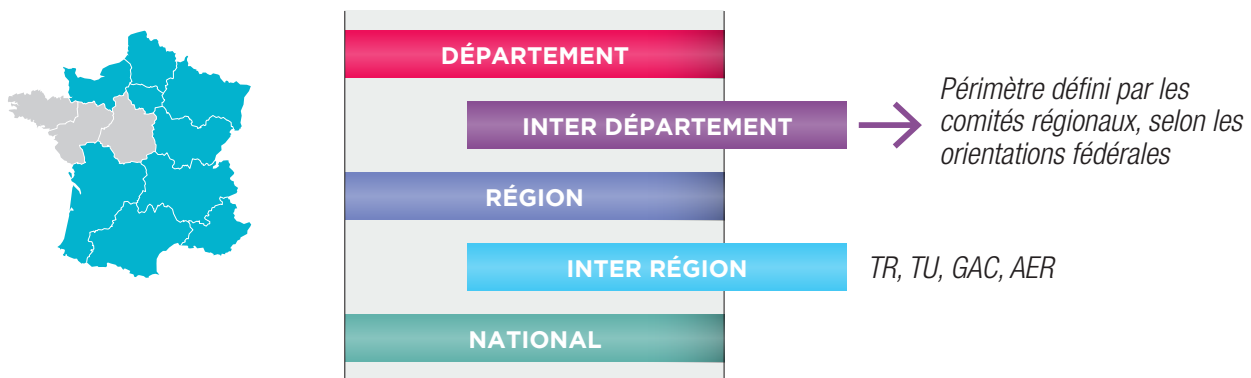 DÉPARTEMENT
INTER DÉPARTEMENT
Périmètre défini par les
comités régionaux, selon les
orientations fédérales
RÉGION
INTER RÉGION
TR, TU, GAC, AER
NATIONAL